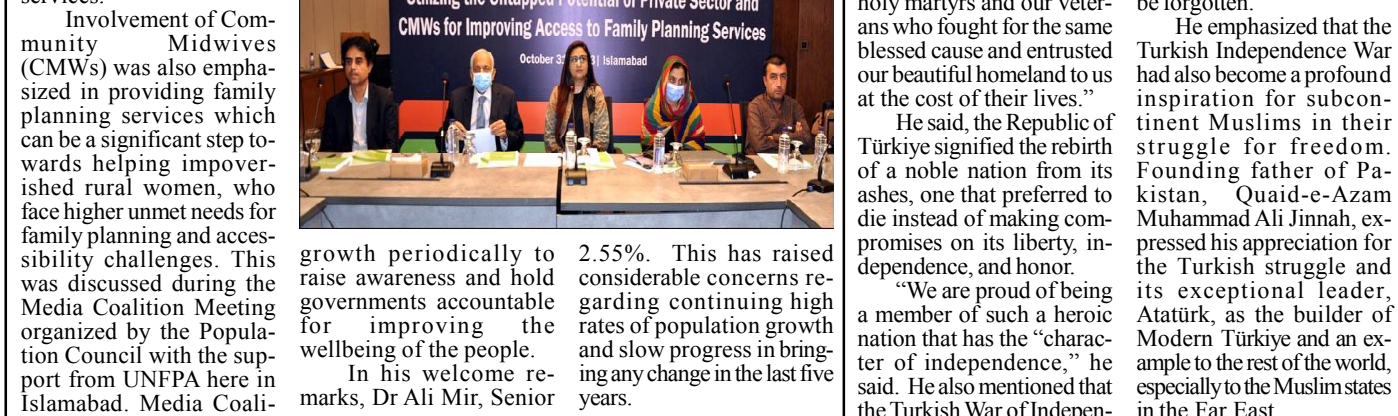 services.
Involvement of Com-
munity Midwives
(CMWs) was also empha-
sized in providing family
planning services which
can be a significant step to-
wards helping impover-
ished rural women, who
face higher unmet needs for
family planning and acces-
sibility challenges. This
was discussed during the
Media Coalition Meeting
organized by the Popula-
tion Council with the sup-
port from UNFPA here in
Islamabad. Media Coali-
Utilizing the Untapped Potential of Private Sector and
CMWs for Improving Access to Family Planning Services
October 3 | Islamabad
growth periodically to
raise awareness and hold
governments accountable
for improving the
wellbeing of the people.
In his welcome re-
marks, Dr Ali Mir, Senior
2.55%. This has raised
considerable concerns re-
garding continuing high
rates of population growth
and slow progress in bring-
ing any change in the last five
years.
holy martyrs and our veter-
ans who fought for the same
blessed cause and entrusted
our beautiful homeland to us
at the cost of their lives.”
He said, the Republic of
Türkiye signified the rebirth
of a noble nation from its
ashes, one that preferred to
die instead of making com-
promises on its liberty, in-
dependence, and honor.
“We are proud of being
a member of such a heroic
nation that has the “charac-
ter of independence,” he
said. He also mentioned that
the Turkish War of Indepen-
be forgotten.
He emphasized that the
Turkish Independence War
had also become a profound
inspiration for subcon-
tinent Muslims in their
struggle for freedom.
Founding father of Pa-
kistan, Quaid-e-Azam
Muhammad Ali Jinnah, ex-
pressed his appreciation for
the Turkish struggle and
its exceptional leader,
Atatürk, as the builder of
Modern Türkiye and an ex-
ample to the rest of the world,
especially to the Muslim states
in the Far East.